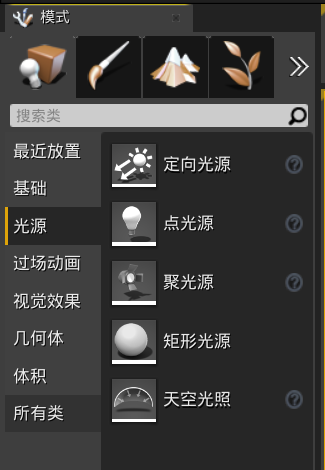 模式
搜索类
最近放置
基础
光源
过场动画
视觉效果
几何体
体积
所有类
定向光源
点光源
聚光源
矩形光源
天空光照